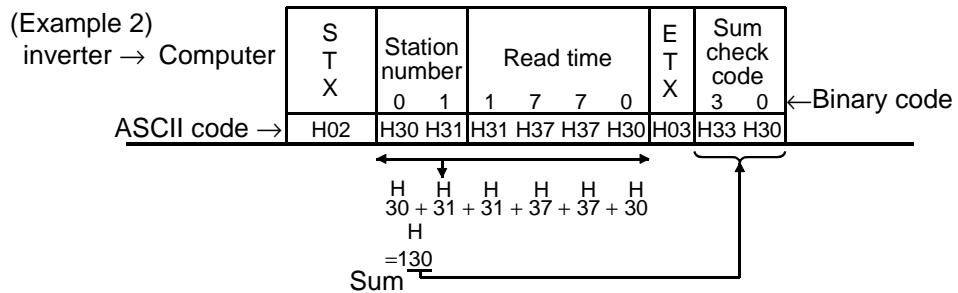 (Example 2)
inverter → Computer
S
T
X
Station
number
0 1
Read time
1 7 7 0
E
T
X
Sum
check
code
3 0
←Binary code
ASCII code →
H02 H30 H31 H31 H37 H37 H30 H03 H33 H30
H H H H H H
30 + 31 + 31 + 37 + 37 + 30
H
=130
Sum